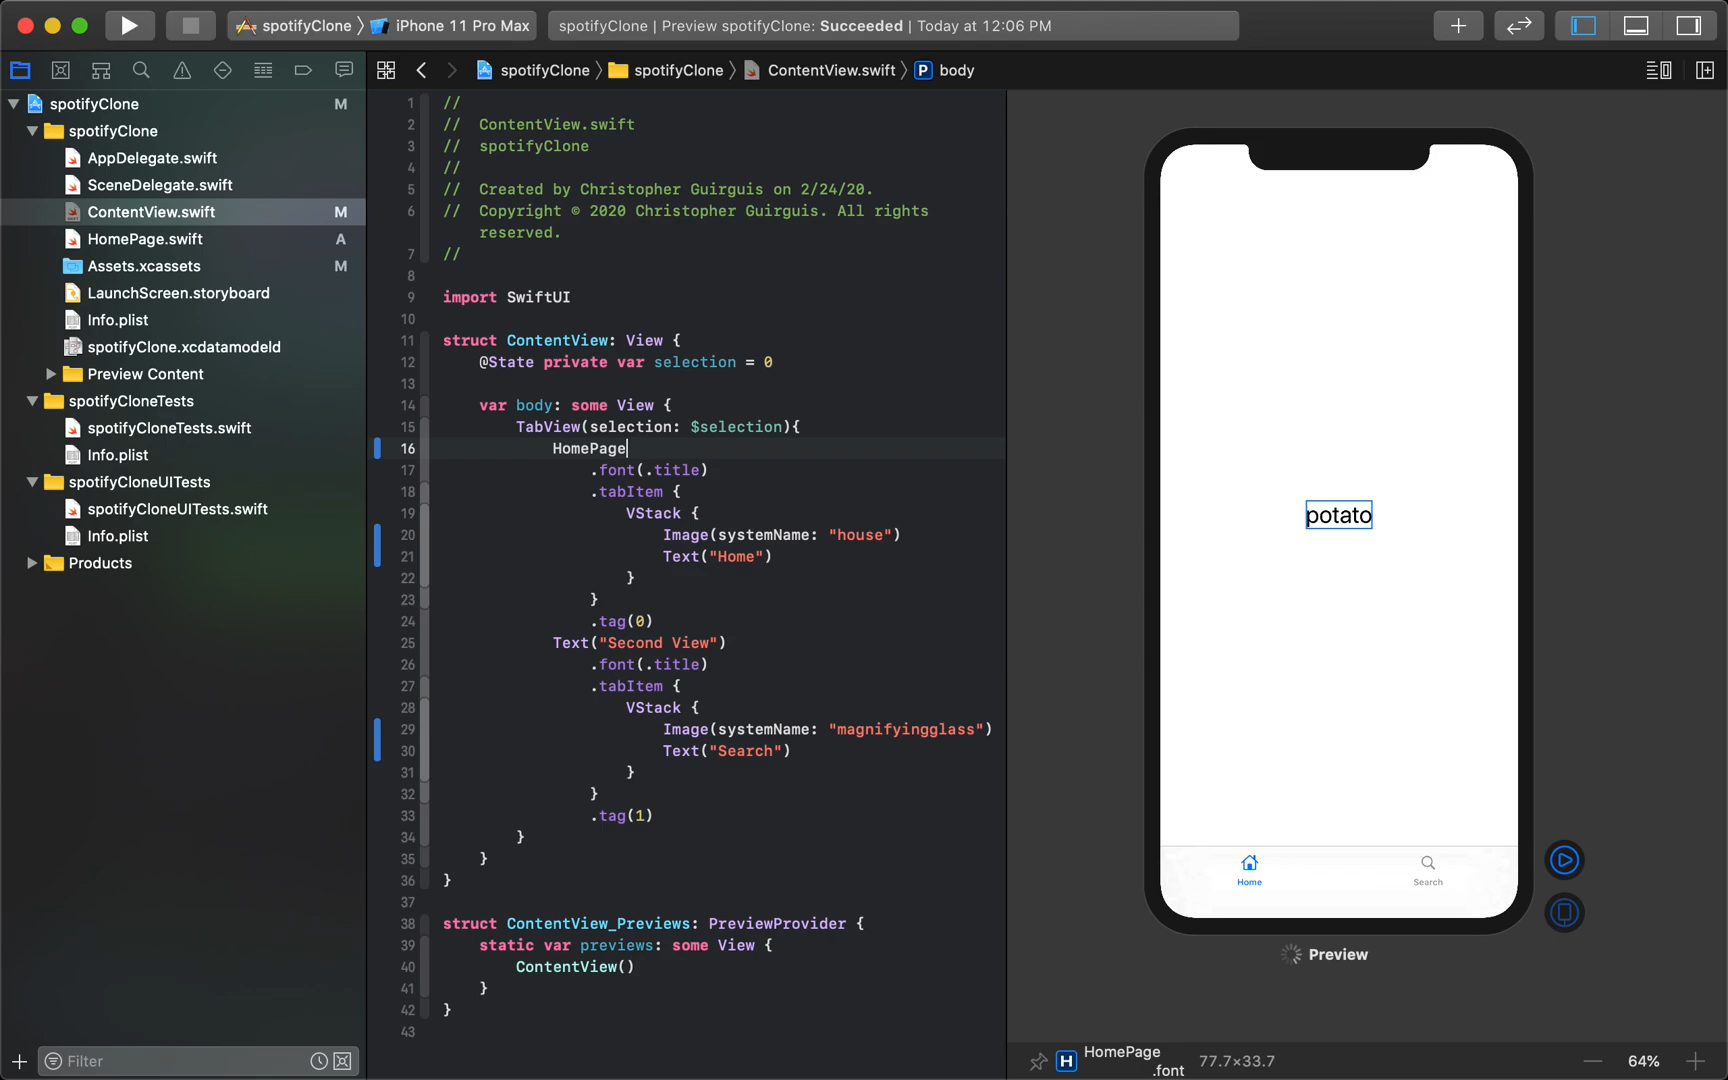 spotifyClone 〉 iPhone 11 Pro Max
spotifyClone | Preview spotifyClone: Succeeded | Today at 12:06 PM
spotifyClone M
spotifyClone
AppDelegate.swift
SceneDelegate.swift
ContentView.swift M
HomePage.swift A
Assets.xcassets M
LaunchScreen.storyboard
Info.plist
spotifyClone.xcdatamodeld
Preview Content
spotifyCloneTests
spotifyCloneTests.swift
Info.plist
spotifyCloneUITests
spotifyCloneUITests.swift
Info.plist
Products
Filter
spotifyClone 〉 spotifyClone 〉 ContentView.swift 〉 P body
1 //
2 //  ContentView.swift
3 //  spotifyClone
4 //
5 //  Created by Christopher Guirguis on 2/24/20.
6 //  Copyright © 2020 Christopher Guirguis. All rights
reserved.
7 //
8
9 import SwiftUI
10
11 struct ContentView: View {
12 @State private var selection = 0
13
14 var body: some View {
15 TabView(selection: $selection){
16 HomePage
17 .font(.title)
18 .tabItem {
19 VStack {
20 Image(systemName: "house")
21 Text("Home")
22 }
23 }
24 .tag(0)
25 Text("Second View")
26 .font(.title)
27 .tabItem {
28 VStack {
29 Image(systemName: "magnifyingglass")
30 Text("Search")
31 }
32 }
33 .tag(1)
34 }
35 }
36 }
37
38 struct ContentView_Previews: PreviewProvider {
39 static var previews: some View {
40 ContentView()
41 }
42 }
43
potato
Home Search
Preview
H HomePage
.font
77.7×33.7
64%